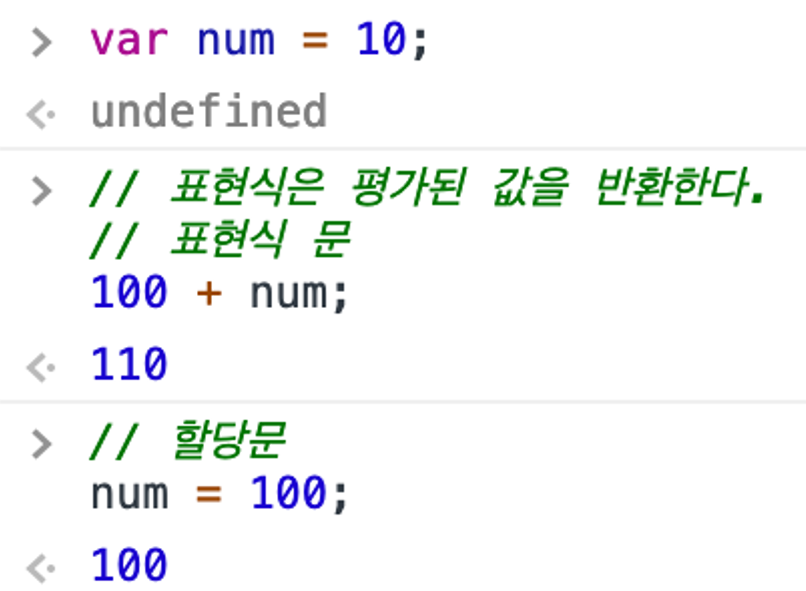 > var num = 10;
<· undefined
> // 표현식은 평가된 값을 반환한다.
// 표현식 문
100 + num;
<· 110
> // 할당문
num = 100;
<· 100